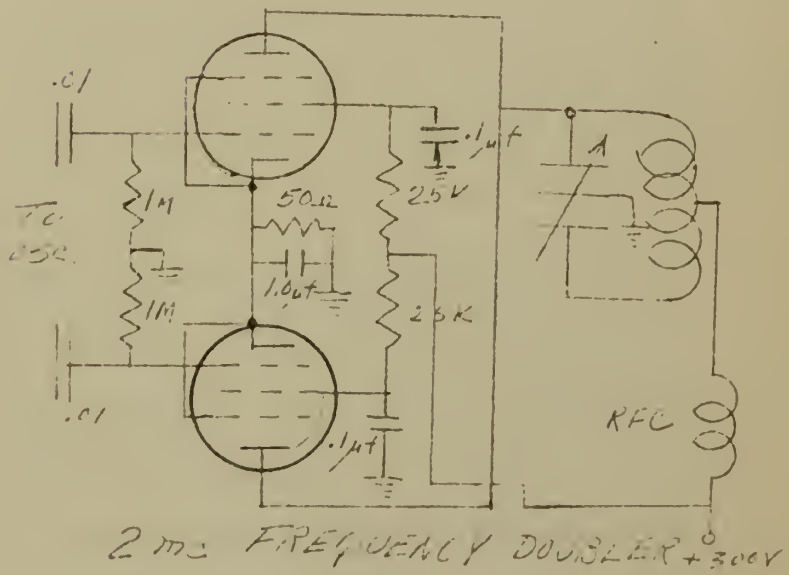 .01
.1μf
A
1M
50Ω
25K
TO
OSC.
1.0μf
1M
25K
.01
.1μf
RFC
2 mc FREQUENCY DOUBLER +300V